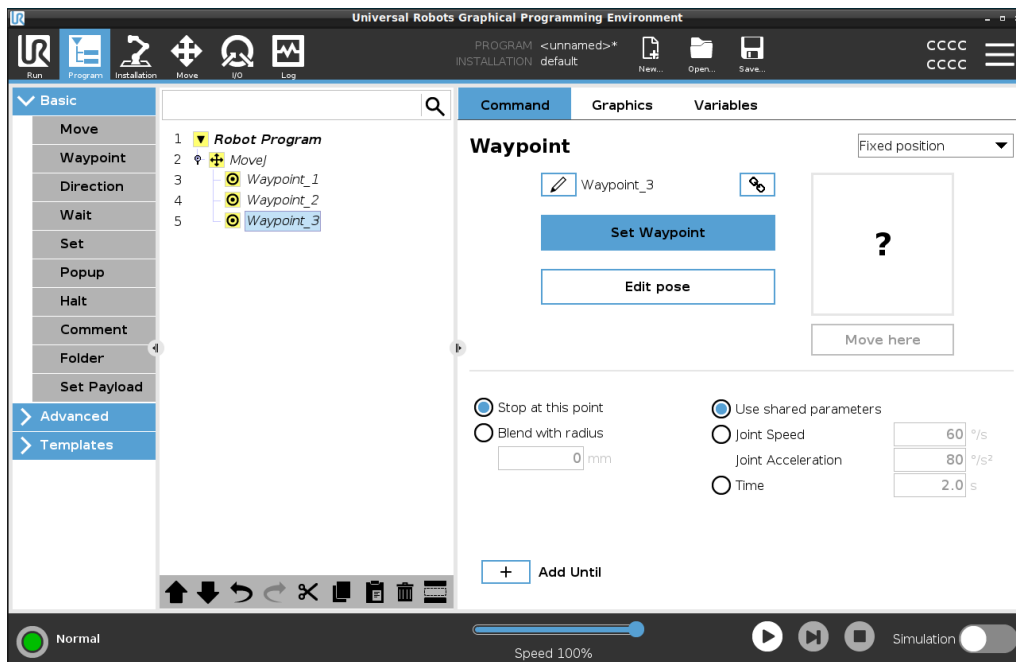 Universal Robots Graphical Programming Environment
UR
Run
Program
Installation
Move
I/O
Log
PROGRAM <unnamed>*
INSTALLATION default
New...
Open...
Save...
CCCC
CCCC
Basic
Move
Waypoint
Direction
Wait
Set
Popup
Halt
Comment
Folder
Set Payload
Advanced
Templates
1 Robot Program
2 MoveJ
3 Waypoint_1
4 Waypoint_2
5 Waypoint_3
Command Graphics Variables
Waypoint
Fixed position
Waypoint_3
Set Waypoint
Edit pose
?
Move here
Stop at this point
Blend with radius
0 mm
Use shared parameters
Joint Speed 60 °/s
Joint Acceleration 80 °/s²
Time 2.0 s
+ Add Until
Normal
Speed 100%
Simulation